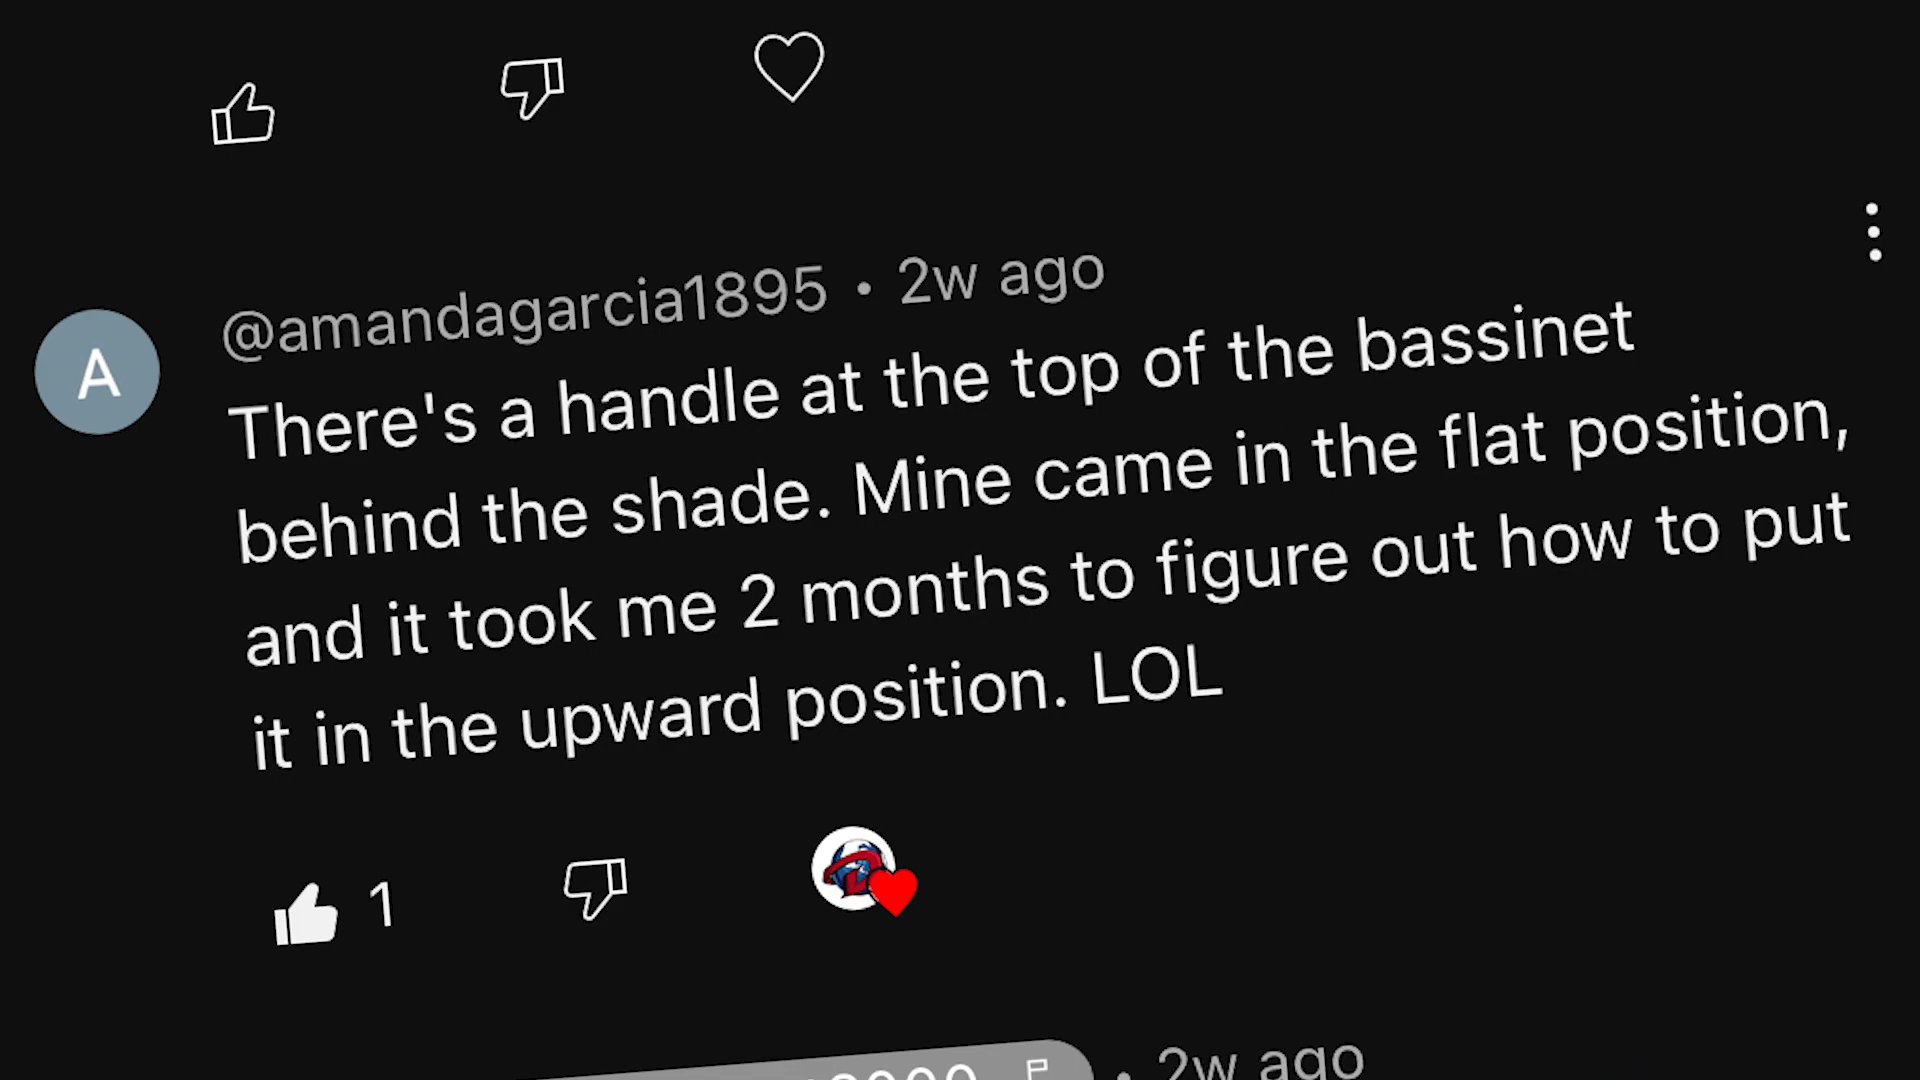 @amandagarcia1895 • 2w ago
A
There's a handle at the top of the bassinet
behind the shade. Mine came in the flat position,
and it took me 2 months to figure out how to put
it in the upward position. LOL
1
• 2w ago